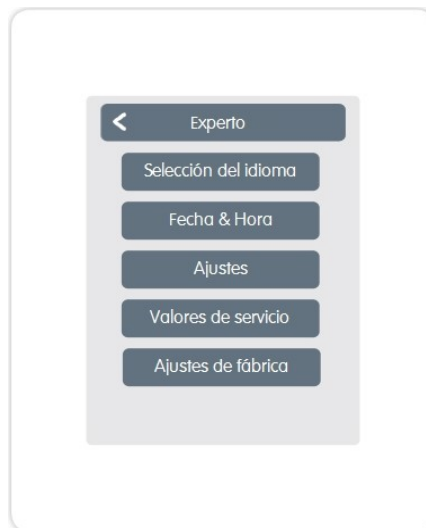 Experto
Selección del idioma
Fecha & Hora
Ajustes
Valores de servicio
Ajustes de fábrica